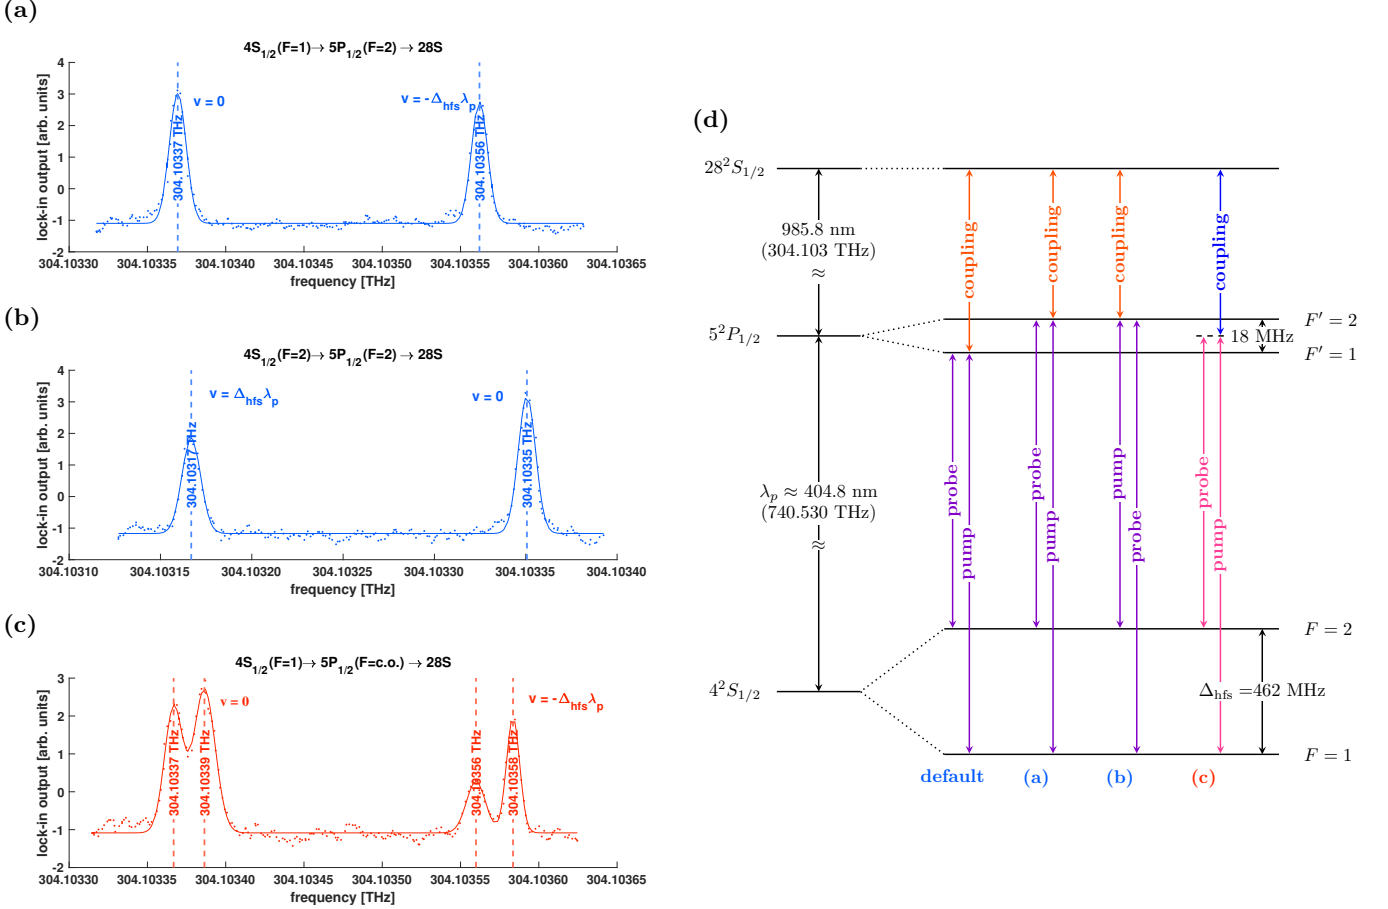 (a)
4S1/2(F=1)→ 5P1/2(F=2) → 28S
lock-in output [arb. units]
4
3
2
1
0
-1
-2
v = 0
v = -Δhfsλp
304.10337 THz
304.10356 THz
304.10330 304.10335 304.10340 304.10345 304.10350 304.10355 304.10360 304.10365
frequency [THz]
(b)
4S1/2(F=2)→ 5P1/2(F=2) → 28S
lock-in output [arb. units]
4
3
2
1
0
-1
-2
v = Δhfsλp
v = 0
304.10317 THz
304.10335 THz
304.10310 304.10315 304.10320 304.10325 304.10330 304.10335 304.10340
frequency [THz]
(c)
4S1/2(F=1)→ 5P1/2(F=c.o.) → 28S
lock-in output [arb. units]
3
2
1
0
-1
-2
v = 0
v = -Δhfsλp
304.10337 THz
304.10339 THz
304.10356 THz
304.10358 THz
304.10330 304.10335 304.10340 304.10345 304.10350 304.10355 304.10360 304.10365
frequency [THz]
(d)
28²S1/2
985.8 nm
(304.103 THz)
≈
coupling
coupling
coupling
coupling
5²P1/2
F′ = 2
18 MHz
F′ = 1
λp ≈ 404.8 nm
(740.530 THz)
≈
probe
pump
probe
pump
pump
probe
probe
pump
F = 2
4²S1/2
Δhfs =462 MHz
F = 1
default
(a)
(b)
(c)